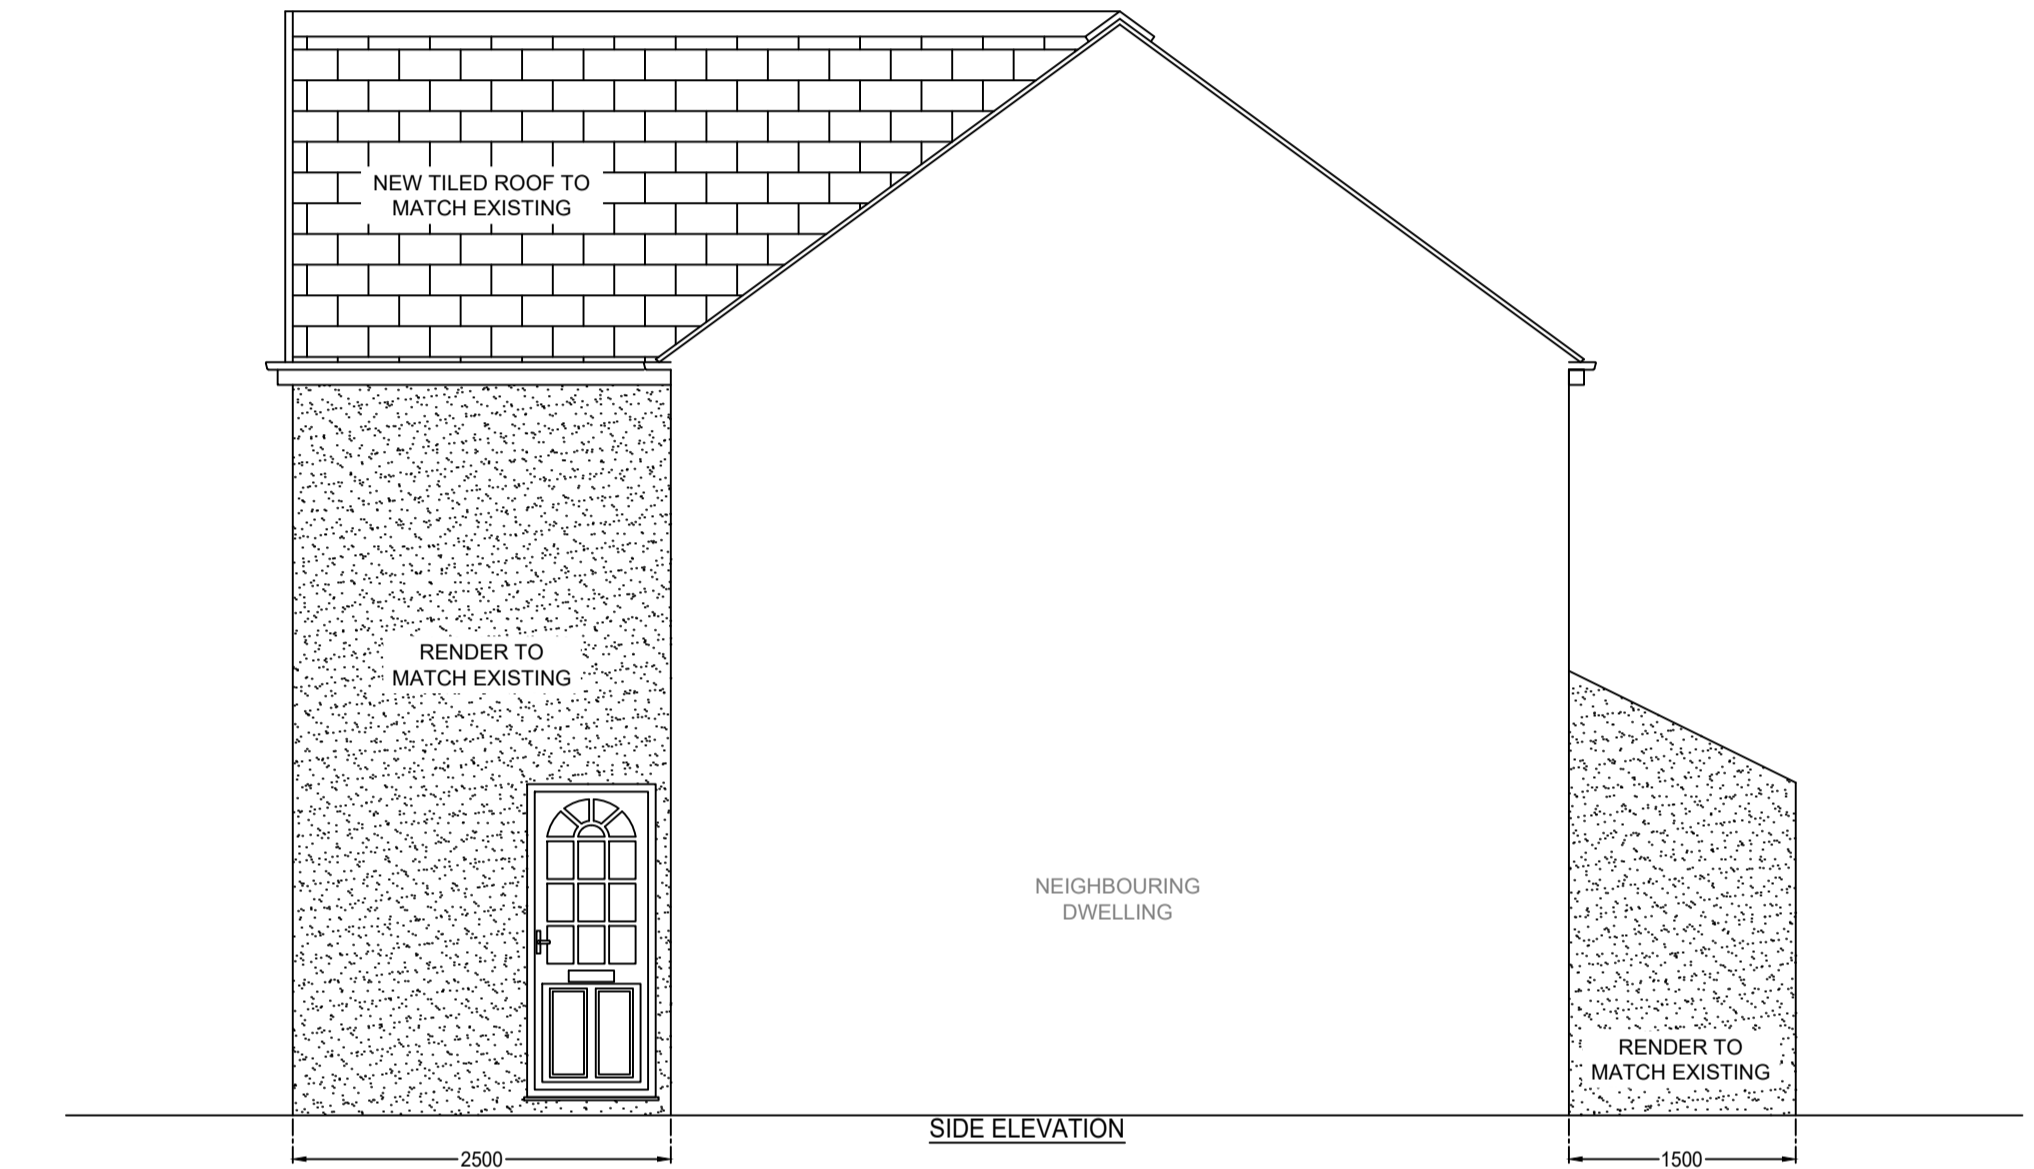 NEW TILED ROOF TO
MATCH EXISTING
RENDER TO
MATCH EXISTING
NEIGHBOURING
DWELLING
RENDER TO
MATCH EXISTING
SIDE ELEVATION
2500
1500